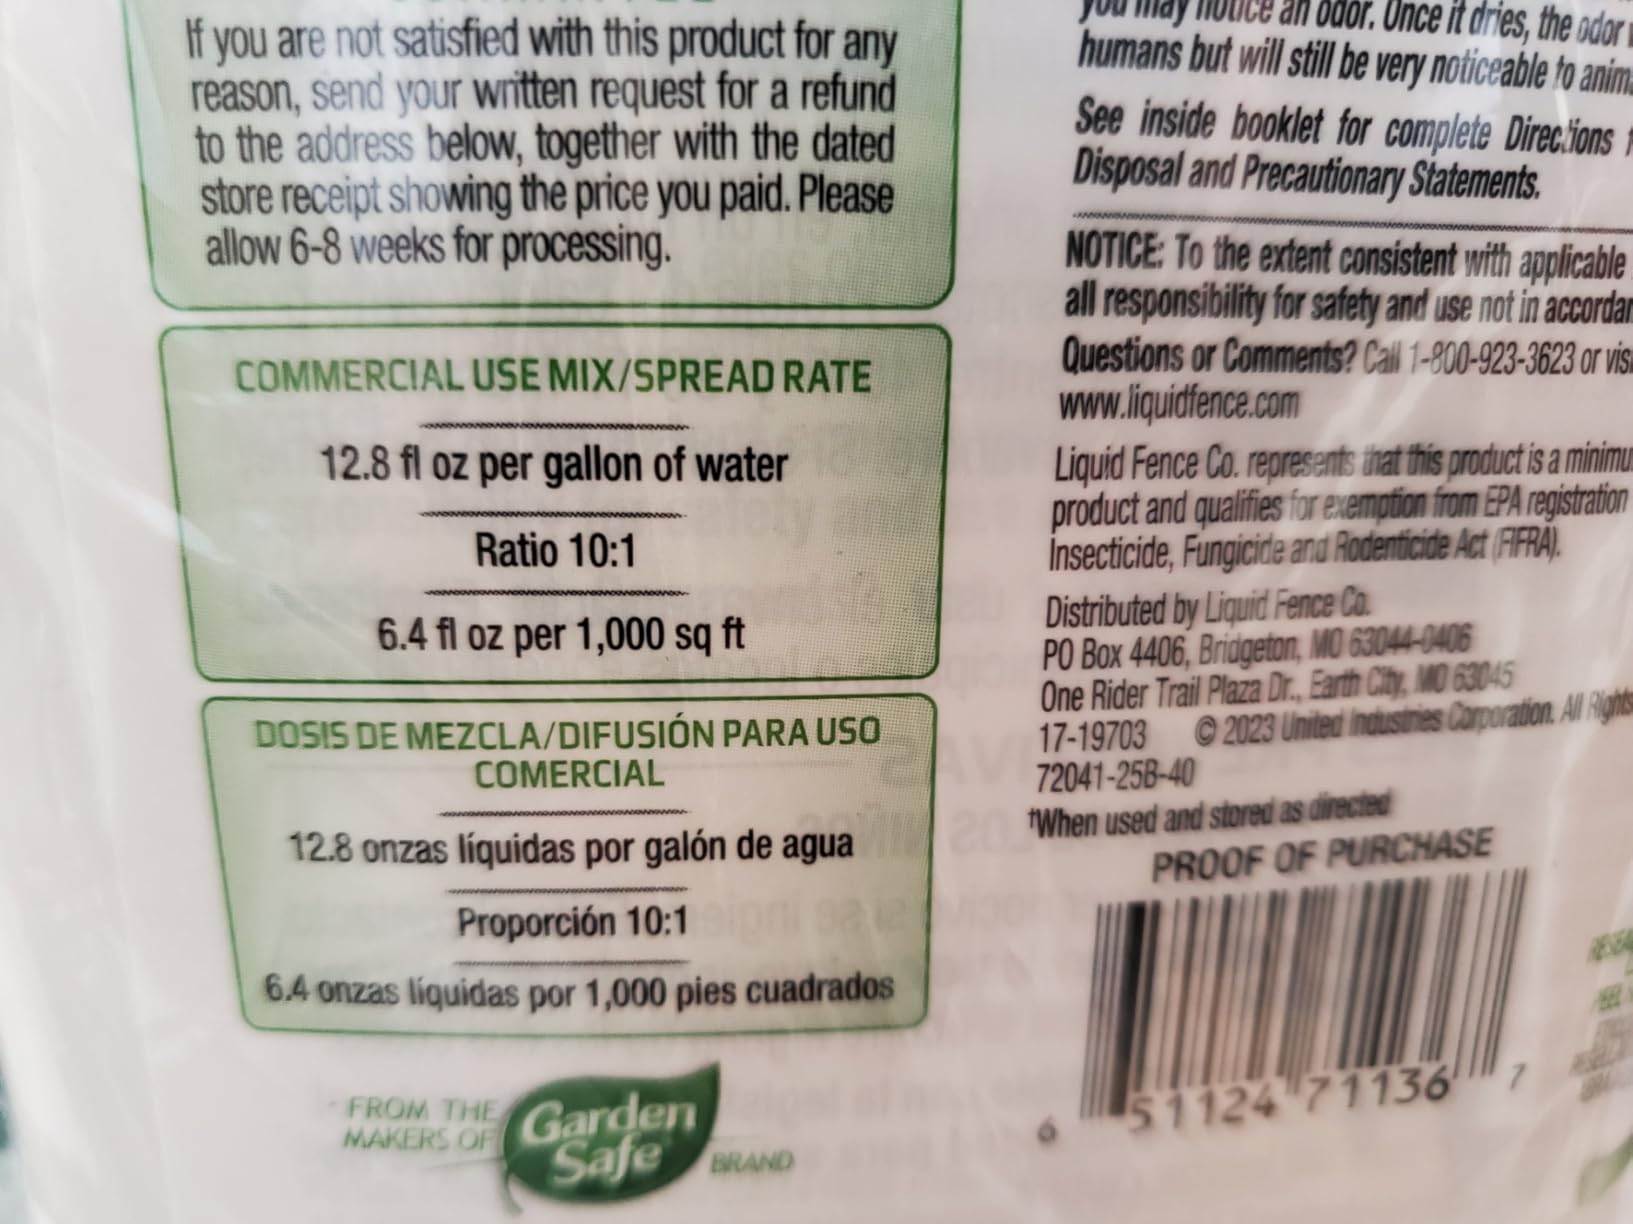 If you are not satisfied with this product for any
reason, send your written request for a refund
to the address below, together with the dated
store receipt showing the price you paid. Please
allow 6-8 weeks for processing.
COMMERCIAL USE MIX/SPREAD RATE
12.8 fl oz per gallon of water
Ratio 10:1
6.4 fl oz per 1,000 sq ft
DOSIS DE MEZCLA/DIFUSIÓN PARA USO
COMERCIAL
12.8 onzas líquidas por galón de agua
Proporción 10:1
6.4 onzas líquidas por 1,000 pies cuadrados
FROM THE
MAKERS OF
Garden
Safe
BRAND
you may notice an odor. Once it dries, the odor
humans but will still be very noticeable to
See inside booklet for complete Directions
Disposal and Precautionary Statements.
NOTICE: To the extent consistent with applicable
all responsibility for safety and use not in
Questions or Comments? Call 1-800-923-3623 or
www.liquidfence.com
Liquid Fence Co. represents that this product is a
product and qualifies for exemption from EPA registration
Insecticide, Fungicide and Rodenticide Act (FIFRA).
Distributed by Liquid Fence Co.
PO Box 4406, Bridgeton, MO 63044-0406
One Rider Trail Plaza Dr., Earth City, MO 63045
17-19703 © 2023 United Industries Corporation. All Rights
72041-25B-40
†When used and stored as directed
PROOF OF PURCHASE
6 51124 71136 7